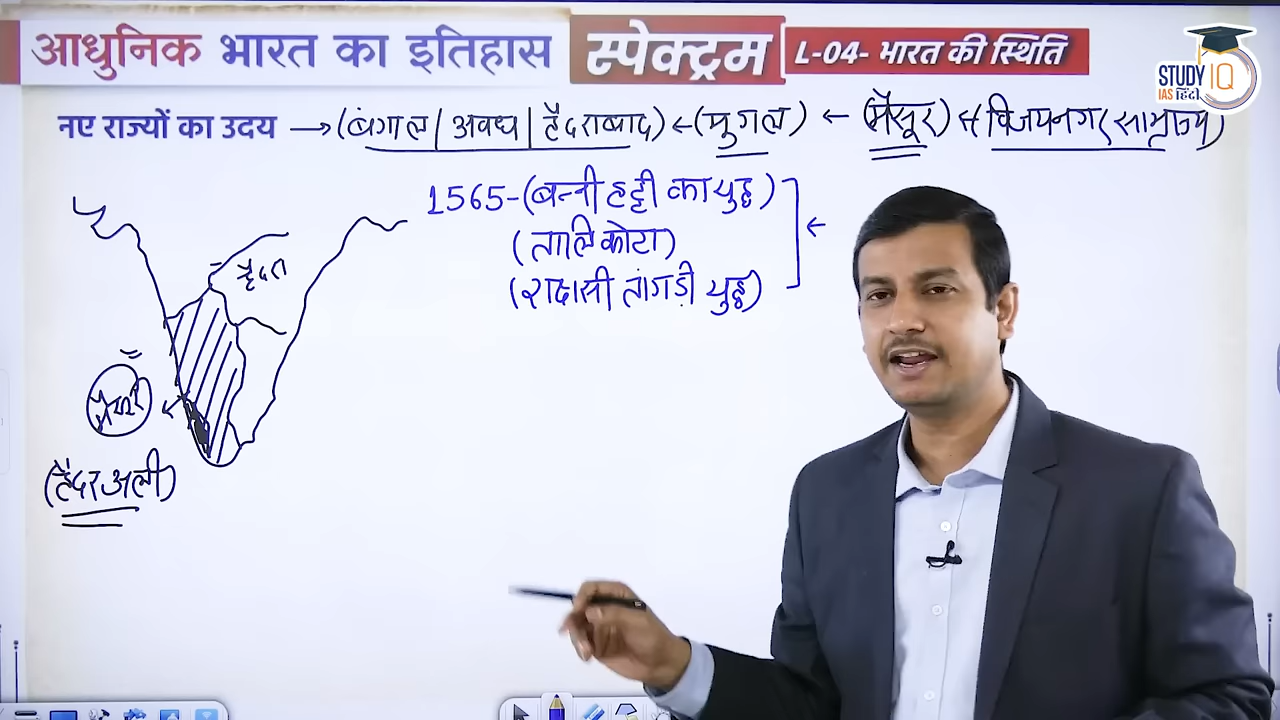 आधुनिक भारत का इतिहास स्पेक्ट्रम L-04- भारत की स्थिति
STUDY IQ
IAS हिंदी
नए राज्यों का उदय → (बंगाल | अवध | हैदराबाद) ← (मुगल) ← (मैसूर) ← विजयनगर साम्राज्य
1565-(बन्नी हट्टी का युद्ध)
(तालिकोटा)
(राक्षसी तांगड़ी युद्ध)
हैदरा
मैसूर
(हैदर अली)